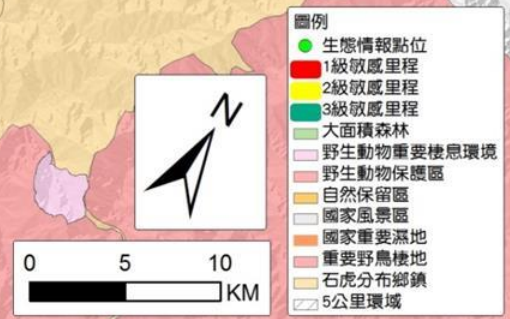 圖例
生態情報點位
1級敏感里程
2級敏感里程
3級敏感里程
大面積森林
野生動物重要棲息環境
野生動物保護區
自然保留區
國家風景區
國家重要濕地
重要野鳥棲地
石虎分布鄉鎮
5公里環域
N
0 5 10
KM